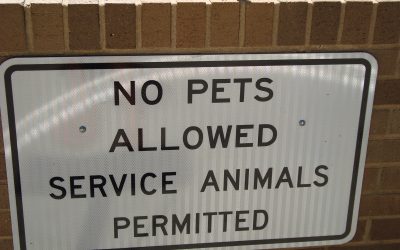 NO PETS
ALLOWED
SERVICE ANIMALS
PERMITTED